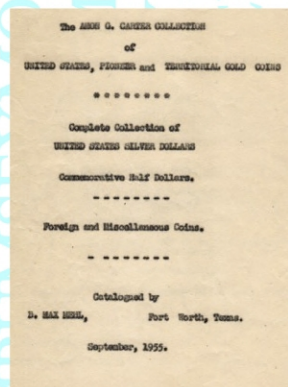 The AMON G. CARTER COLLECTION
of
UNITED STATES, PIONEER and TERRITORIAL GOLD COINS
* * * * * * * *
Complete Collection of
UNITED STATES SILVER DOLLARS
Commemorative Half Dollars.
- - - - - - - -
Foreign and Miscellaneous Coins.
- - - - - - - -
Catalogued by
B. MAX MEHL, Fort Worth, Texas.
September, 1955.